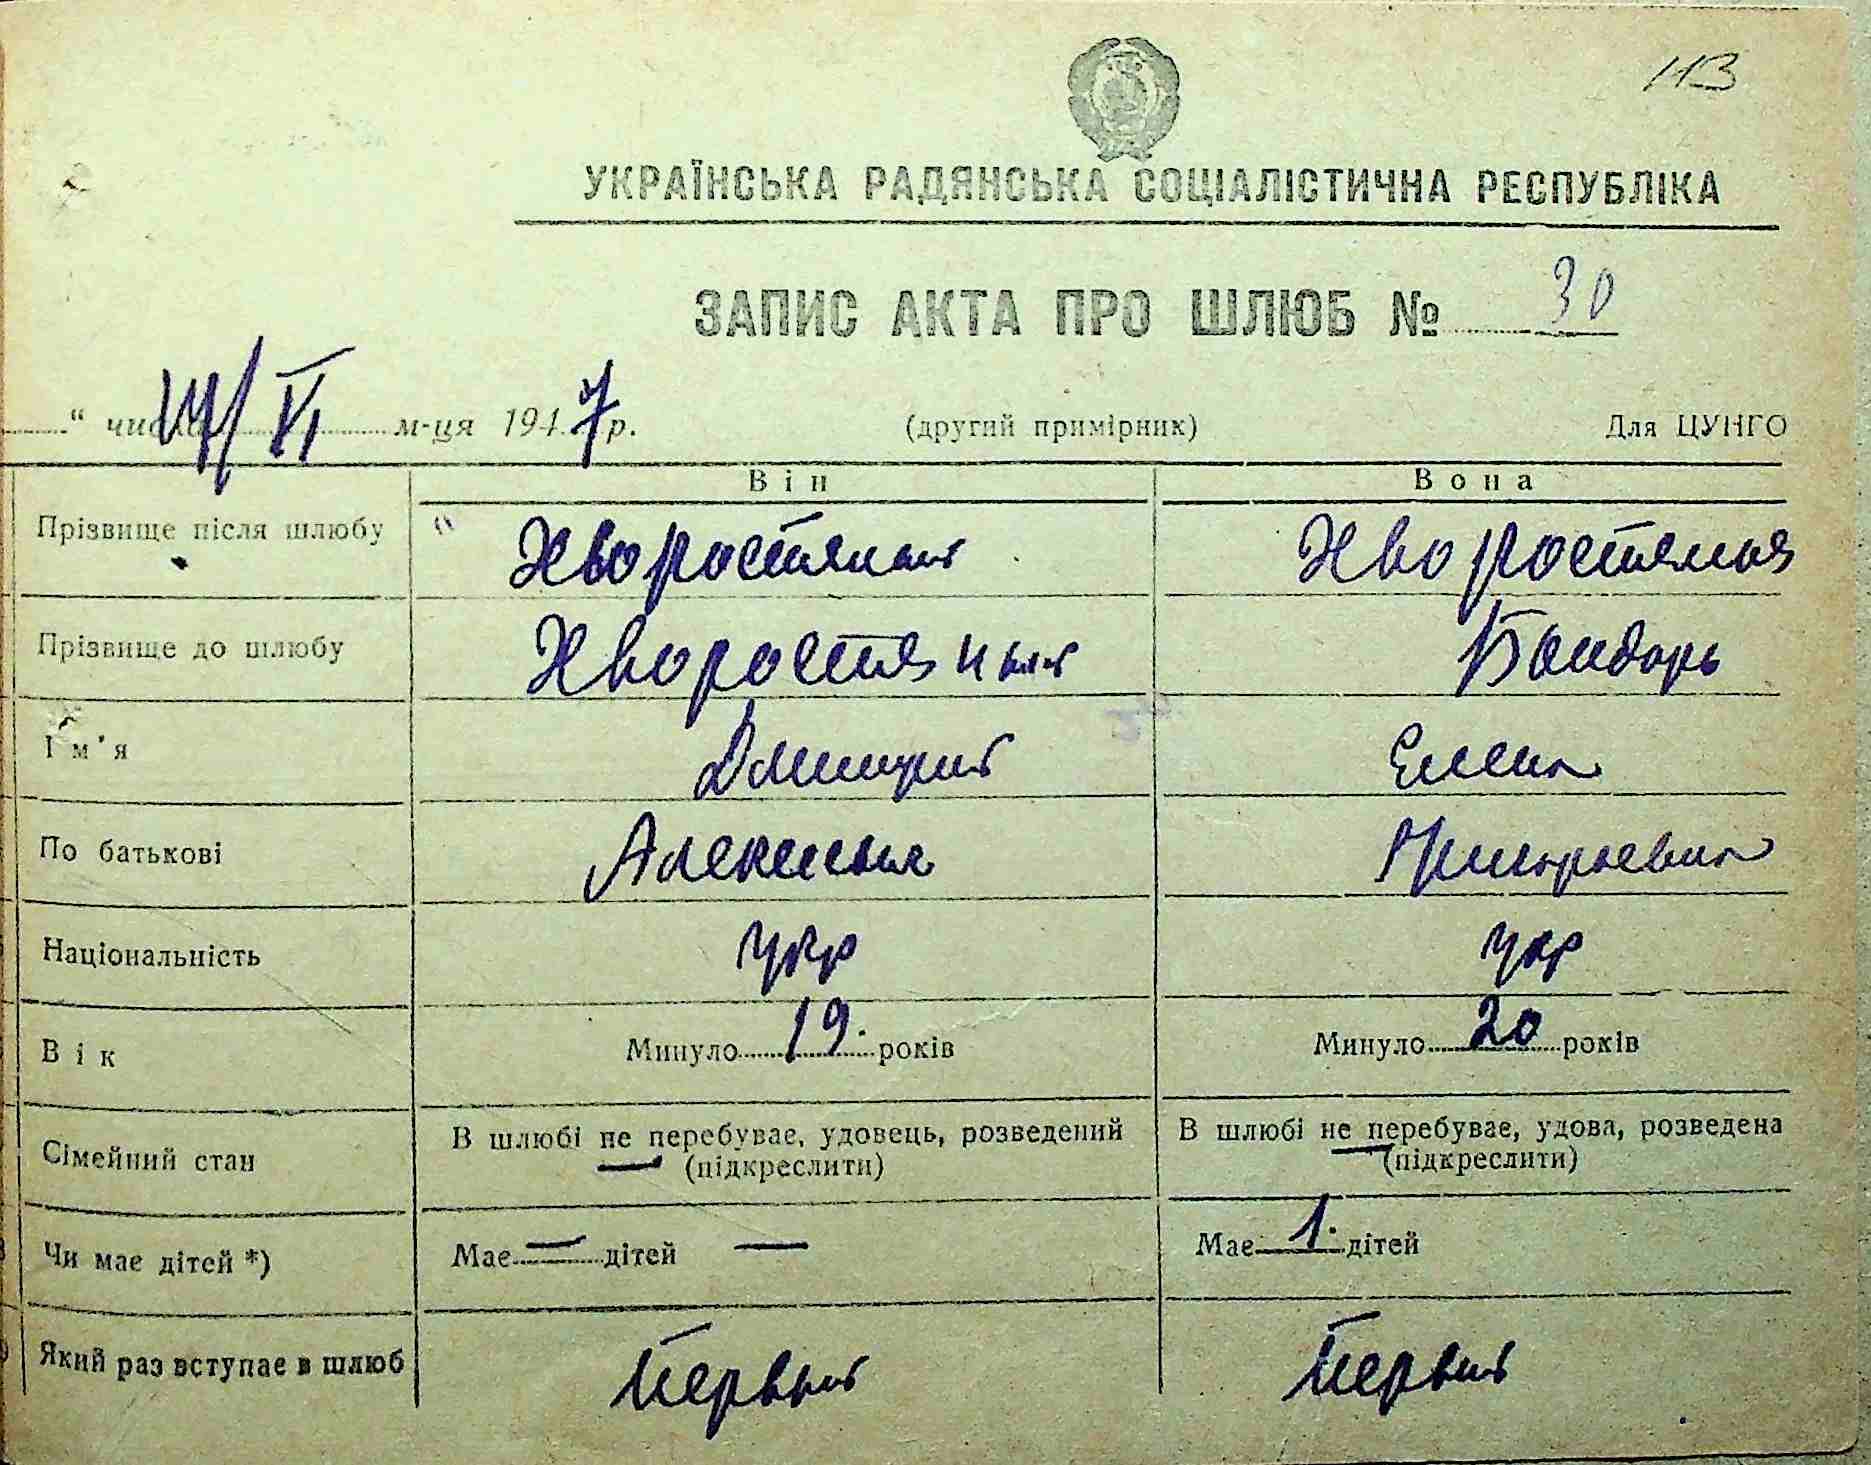 113
УКРАЇНСЬКА РАДЯНСЬКА СОЦІАЛІСТИЧНА РЕСПУБЛІКА
ЗАПИС АКТА ПРО ШЛЮБ № 30
“ числа /VI м-ця 1947 р. (другий примірник) Для ЦУНГО
Він Вона
Прізвище після шлюбу Хворостяный Хворостяная
Прізвище до шлюбу Хворостяный Бондарь
Ім'я Дмитрий Елена
По батькові Алексеевич Григорьевна
Національність укр укр
Вік Минуло 19 років Минуло 20 років
Сімейний стан В шлюбі не перебуває, удовець, розведений В шлюбі не перебуває, удова, розведена
(підкреслити) (підкреслити)
Чи має дітей *) Має — дітей — Має 1 дітей
Який раз вступає в шлюб Первый Первый